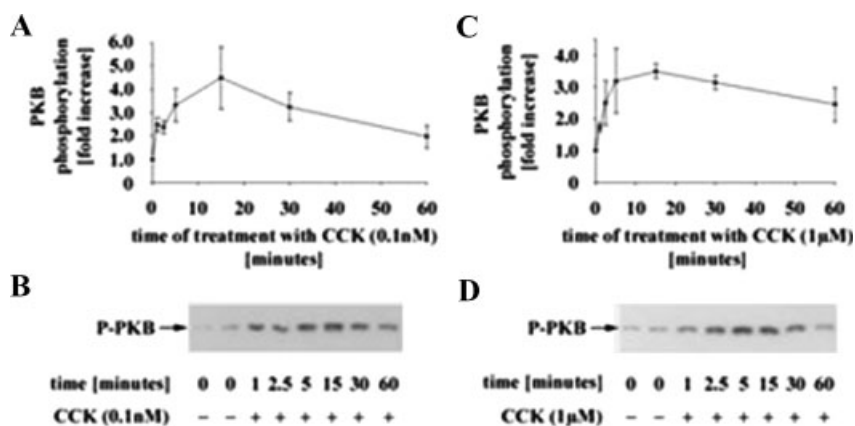 A
PKB
phosphorylation
[fold increase]
6.0
5.0
4.0
3.0
2.0
1.0
0
0 10 20 30 40 50 60
time of treatment with CCK (0.1nM)
[minutes]
C
PKB
phosphorylation
[fold increase]
4.0
3.0
2.0
1.0
0
0 10 20 30 40 50 60
time of treatment with CCK (1µM)
[minutes]
B
P-PKB
time [minutes] 0 0 1 2.5 5 15 30 60
CCK (0.1nM) – – + + + + + +
D
P-PKB
time [minutes] 0 0 1 2.5 5 15 30 60
CCK (1µM) – – + + + + + +